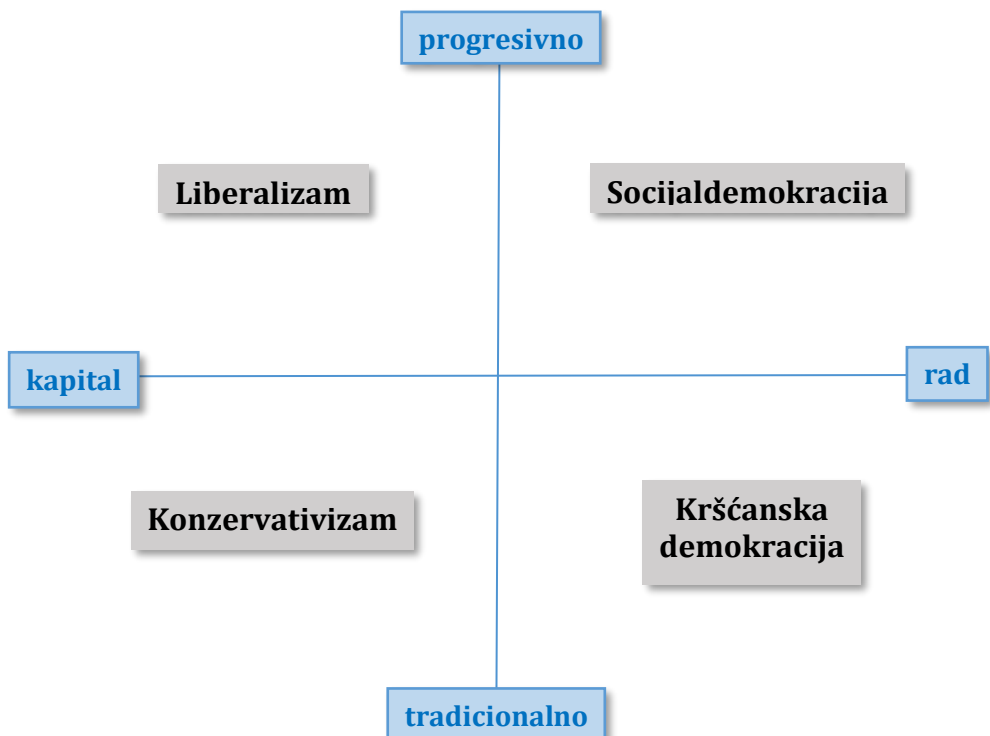 progresivno
Liberalizam
Socijaldemokracija
kapital
rad
Konzervativizam
Kršćanska
demokracija
tradicionalno